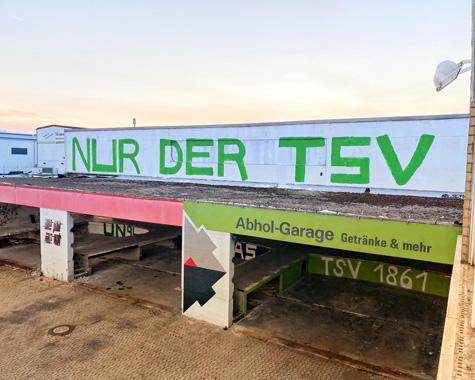 NUR DER TSV
Abhol-Garage Getränke & mehr
TSV 1861